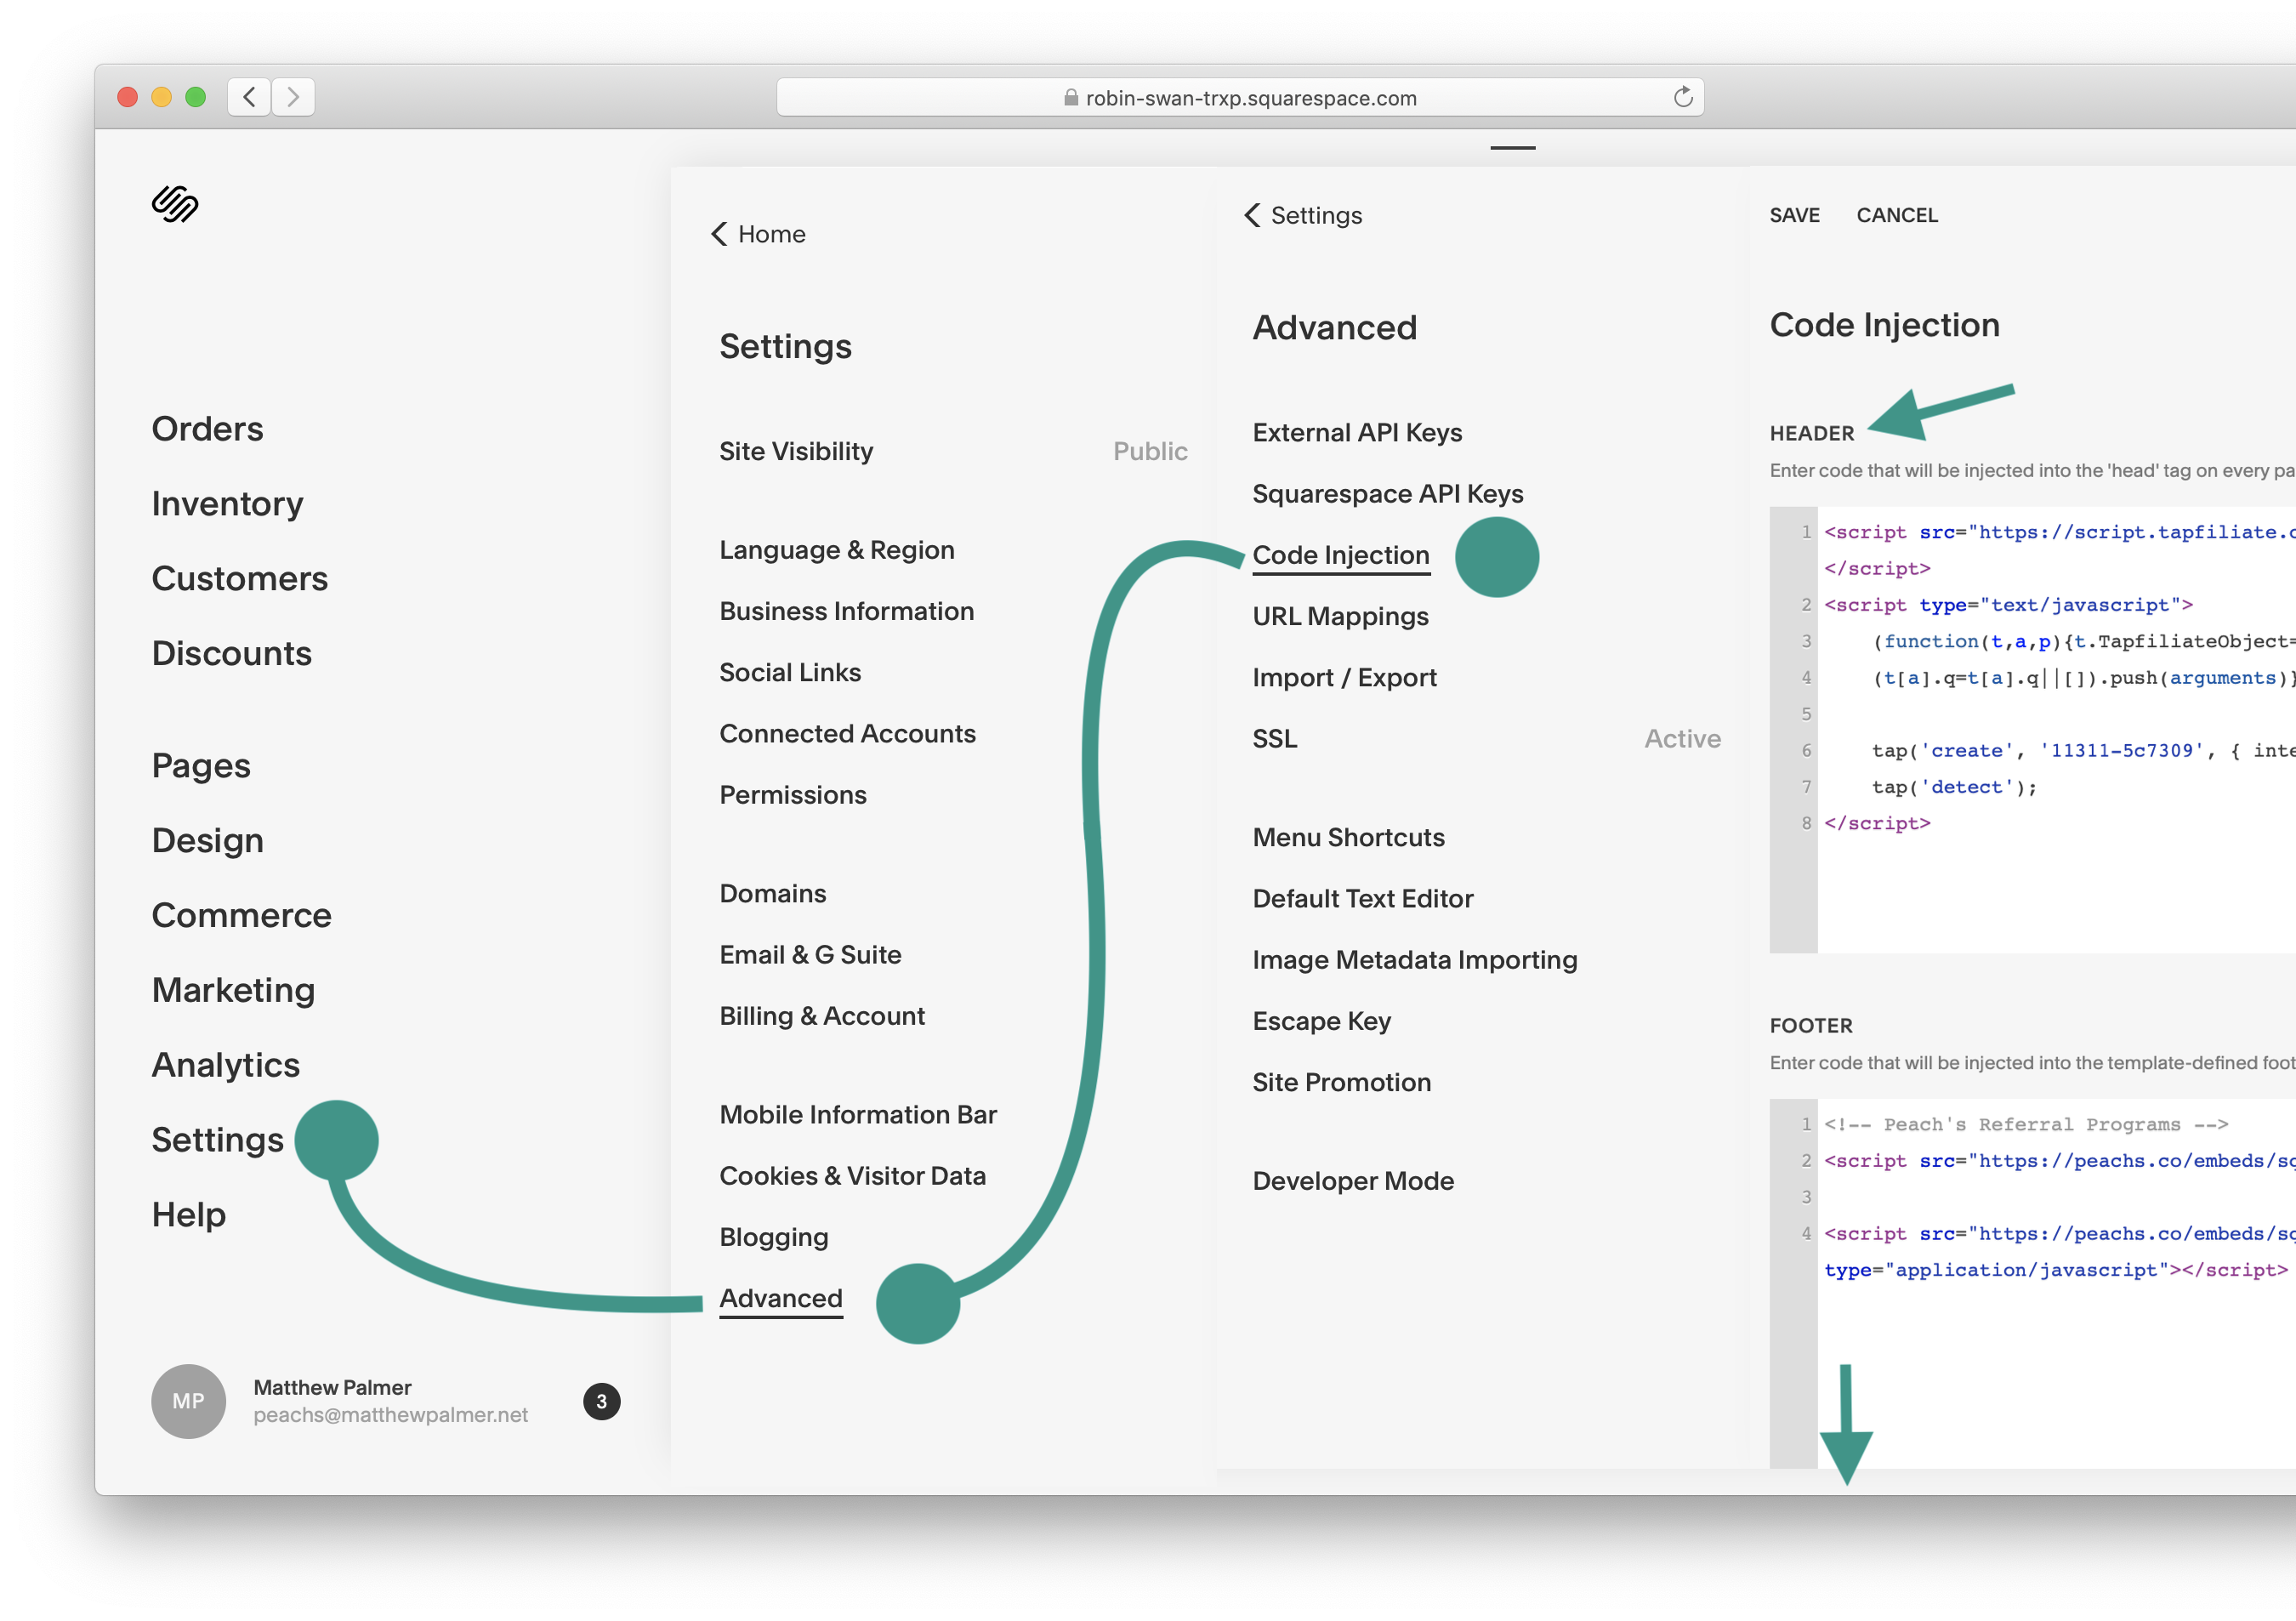 robin-swan-trxp.squarespace.com
Orders
Inventory
Customers
Discounts
Pages
Design
Commerce
Marketing
Analytics
Settings
Help
MP
Matthew Palmer
peachs@matthewpalmer.net
3
Home
Settings
Site Visibility Public
Language & Region
Business Information
Social Links
Connected Accounts
Permissions
Domains
Email & G Suite
Billing & Account
Mobile Information Bar
Cookies & Visitor Data
Blogging
Advanced
Settings
Advanced
External API Keys
Squarespace API Keys
Code Injection
URL Mappings
Import / Export
SSL Active
Menu Shortcuts
Default Text Editor
Image Metadata Importing
Escape Key
Site Promotion
Developer Mode
SAVE CANCEL
Code Injection
HEADER
Enter code that will be injected into the 'head' tag on every pa
1 <script src="https://script.tapfiliate.c
</script>
2 <script type="text/javascript">
3 (function(t,a,p){t.TapfiliateObject=
4 (t[a].q=t[a].q||[]).push(arguments)}
5
6 tap('create', '11311-5c7309', { inte
7 tap('detect');
8 </script>
FOOTER
Enter code that will be injected into the template-defined foot
1 <!-- Peach's Referral Programs -->
2 <script src="https://peachs.co/embeds/sq
3
4 <script src="https://peachs.co/embeds/sq
type="application/javascript"></script>